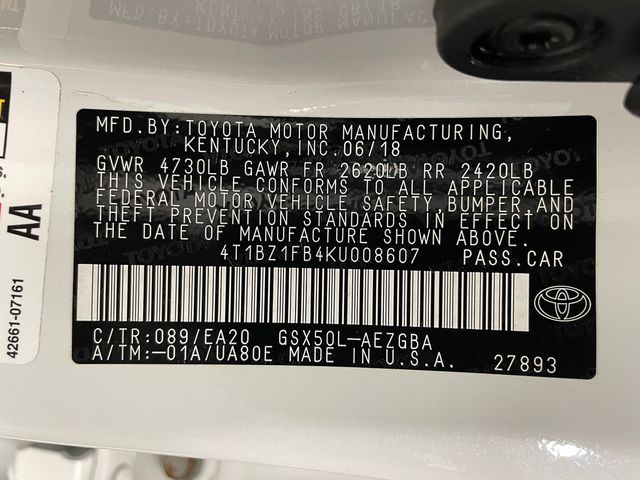 MFD.BY:TOYOTA MOTOR MANUFACTURING,
KENTUCKY,INC.06/18
GVWR 4730LB GAWR FR 2620LB RR 2420LB
THIS VEHICLE CONFORMS TO ALL APPLICABLE
FEDERAL MOTOR VEHICLE SAFETY BUMPER AND
THEFT PREVENTION STANDARDS IN EFFECT ON
THE DATE OF MANUFACTURE SHOWN ABOVE.
4T1BZ1FB4KU008607 PASS.CAR
C/TR:089/EA20 GSX50L-AEZGBA
A/TM:-01A/UA80E MADE IN U.S.A. 27893
AA
42661-07161